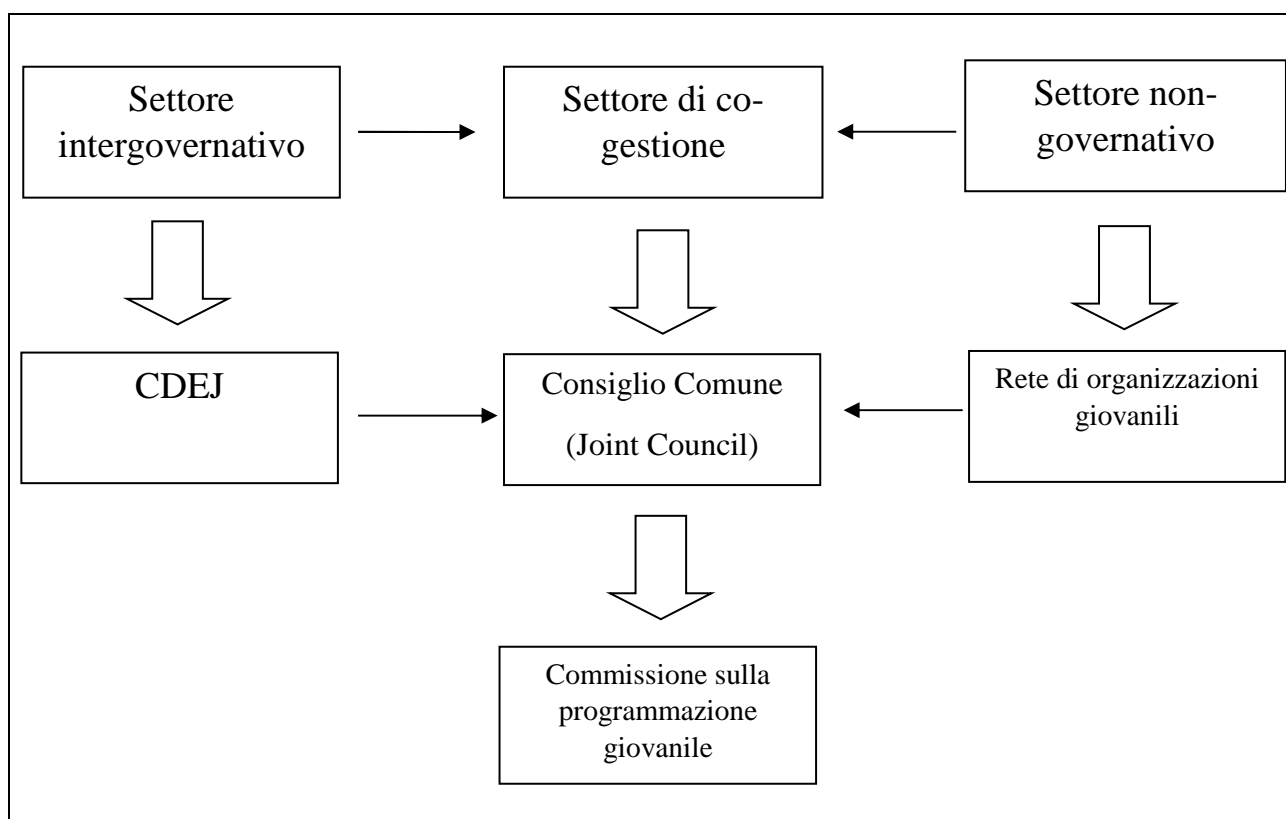 Settore
intergovernativo
Settore di co-
gestione
Settore non-
governativo
CDEJ
Consiglio Comune
(Joint Council)
Rete di organizzazioni
giovanili
Commissione sulla
programmazione
giovanile